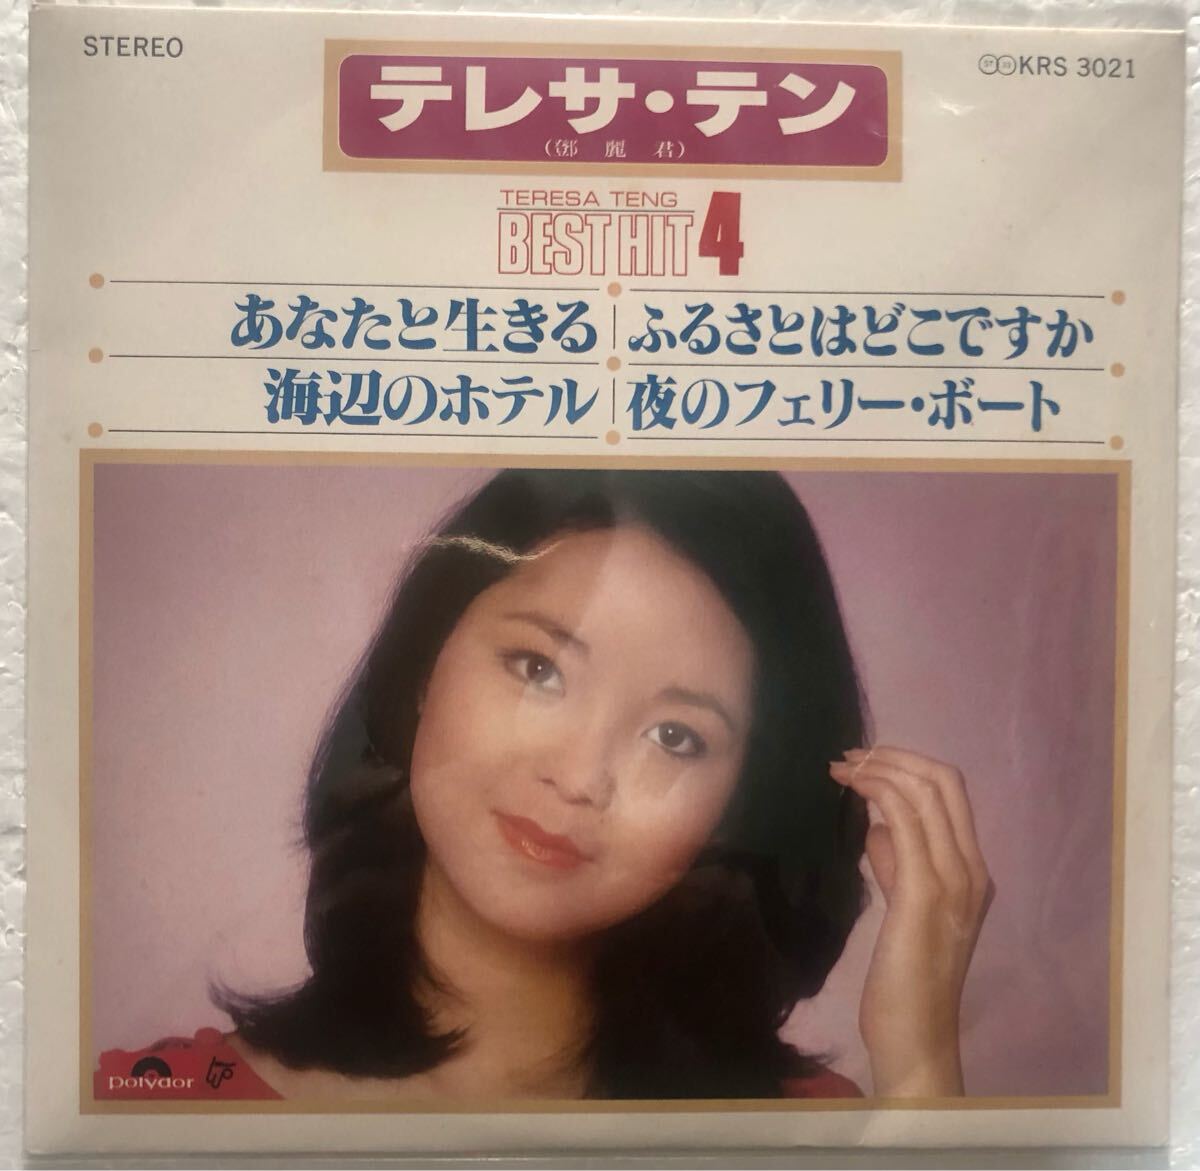 STEREO
ST 33 KRS 3021
テレサ・テン
(鄧麗君)
TERESA TENG
BEST HIT 4
あなたと生きる
ふるさとはどこですか
海辺のホテル
夜のフェリー・ボート
polydor